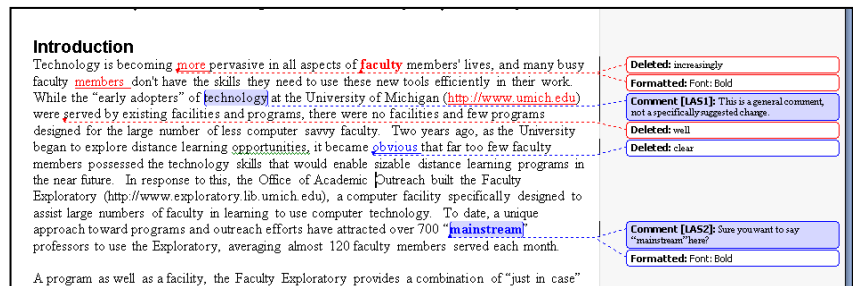 Introduction
Technology is becoming more pervasive in all aspects of faculty members' lives, and many busy
faculty members don't have the skills they need to use these new tools efficiently in their work.
While the “early adopters” of technology at the University of Michigan (http://www.umich.edu)
were served by existing facilities and programs, there were no facilities and few programs
designed for the large number of less computer savvy faculty. Two years ago, as the University
began to explore distance learning opportunities, it became obvious that far too few faculty
members possessed the technology skills that would enable sizable distance learning programs in
the near future. In response to this, the Office of Academic Outreach built the Faculty
Exploratory (http://www.exploratory.lib.umich.edu), a computer facility specifically designed to
assist large numbers of faculty in learning to use computer technology. To date, a unique
approach toward programs and outreach efforts have attracted over 700 “mainstream”
professors to use the Exploratory, averaging almost 120 faculty members served each month.
A program as well as a facility, the Faculty Exploratory provides a combination of “just in case”
Deleted: increasingly
Formatted: Font: Bold
Comment [LAS1]: This is a general comment,
not a specifically suggested change.
Deleted: well
Deleted: clear
Comment [LAS2]: Sure you want to say
“mainstream” here?
Formatted: Font: Bold